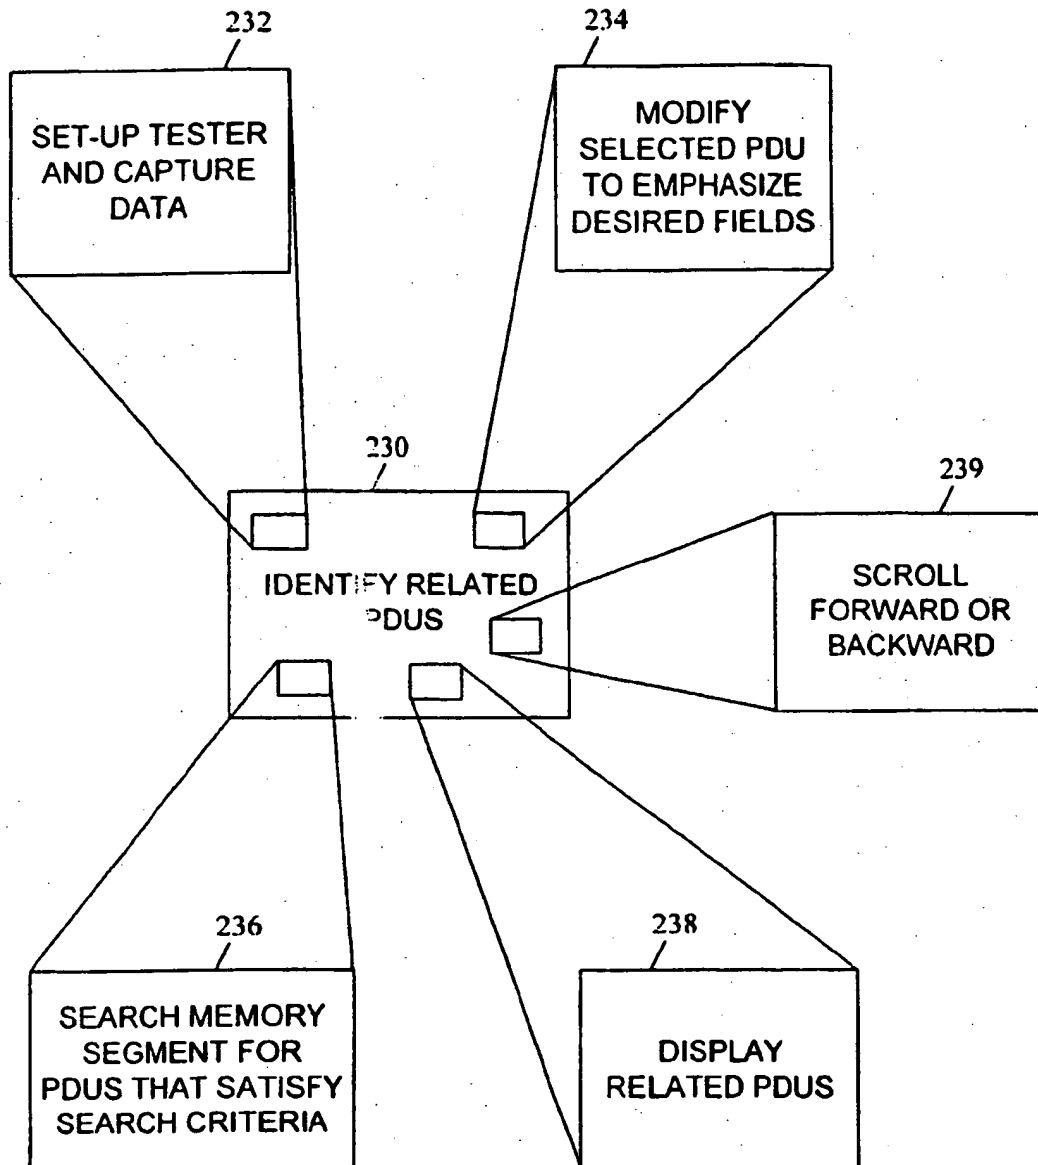 232
SET-UP TESTER
AND CAPTURE
DATA
234
MODIFY
SELECTED PDU
TO EMPHASIZE
DESIRED FIELDS
230
IDENTIFY RELATED
PDUS
239
SCROLL
FORWARD OR
BACKWARD
236
SEARCH MEMORY
SEGMENT FOR
PDUS THAT SATISFY
SEARCH CRITERIA
238
DISPLAY
RELATED PDUS